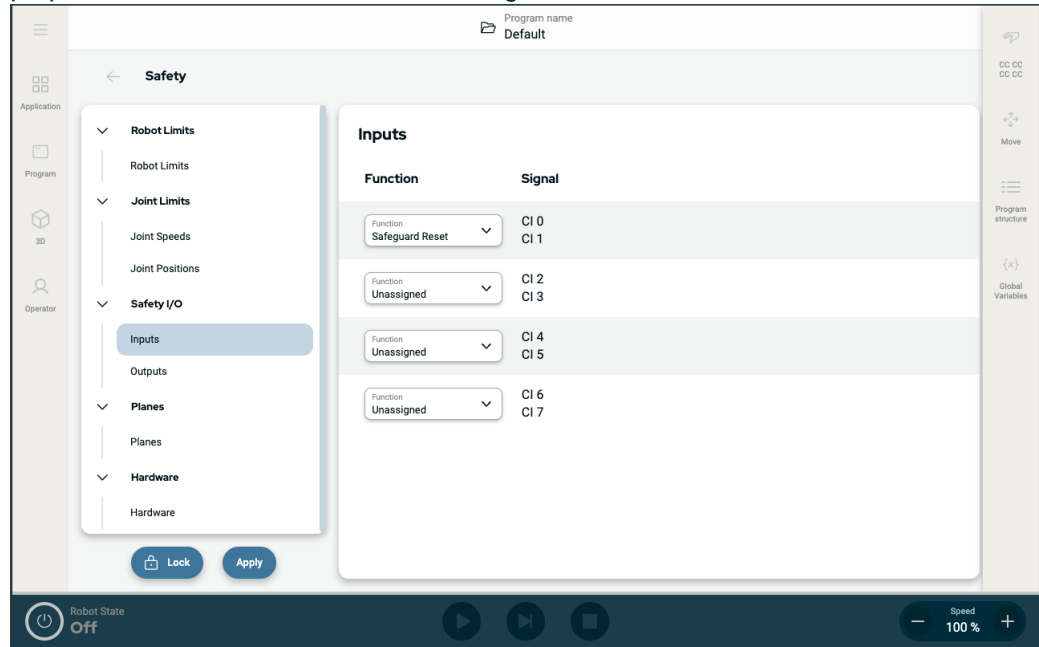 Program name
Default
Application
Program
3D
Operator
Safety
Robot Limits
Robot Limits
Joint Limits
Joint Speeds
Joint Positions
Safety I/O
Inputs
Outputs
Planes
Planes
Hardware
Hardware
Lock
Apply
Inputs
Function Signal
Function
Safeguard Reset
CI 0
CI 1
Function
Unassigned
CI 2
CI 3
Function
Unassigned
CI 4
CI 5
Function
Unassigned
CI 6
CI 7
CC CC
CC CC
Move
Program
structure
{x}
Global
Variables
Robot State
Off
Speed
100 %